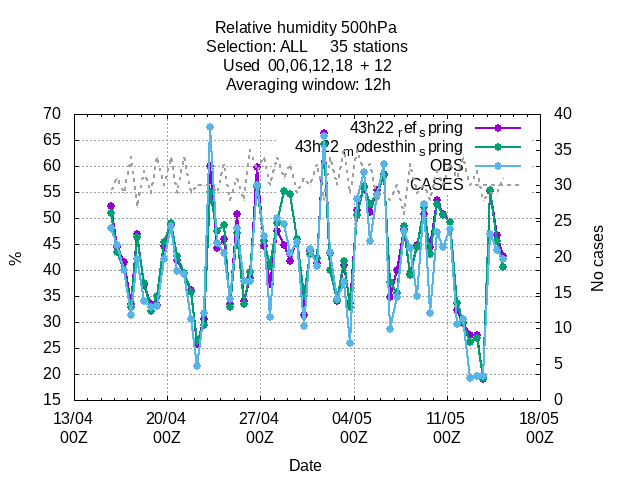 Relative humidity 500hPa
Selection: ALL 35 stations
Used 00,06,12,18 + 12
Averaging window: 12h
70 40
65 35
60 30
55 25
50 20
45 15
40 10
35 5
30 0
25
20
15
43h22_ref_spring
43h22_modesthin_spring
OBS
CASES
%
No cases
13/04 20/04 27/04 04/05 11/05 18/05
00Z 00Z 00Z 00Z 00Z 00Z
Date